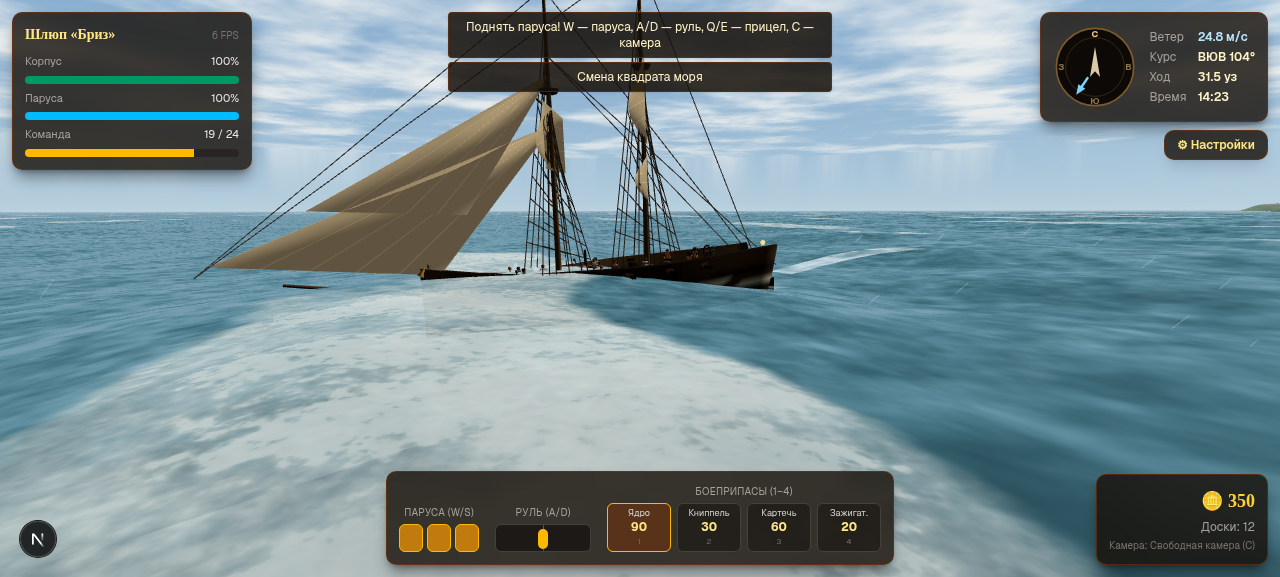 Шлюп «Бриз»
6 FPS
Корпус
100%
Паруса
100%
Команда
19 / 24
Поднять паруса! W — паруса, A/D — руль, Q/E — прицел, C —
камера
Смена квадрата моря
С
З
В
Ю
Ветер 24.8 м/с
Курс ВЮВ 104°
Ход 31.5 уз
Время 14:23
⚙ Настройки
ПАРУСА (W/S)
РУЛЬ (A/D)
БОЕПРИПАСЫ (1–4)
Ядро
90
1
Книппель
30
2
Картечь
60
3
Зажигат.
20
4
350
Доски: 12
Камера: Свободная камера (C)
N